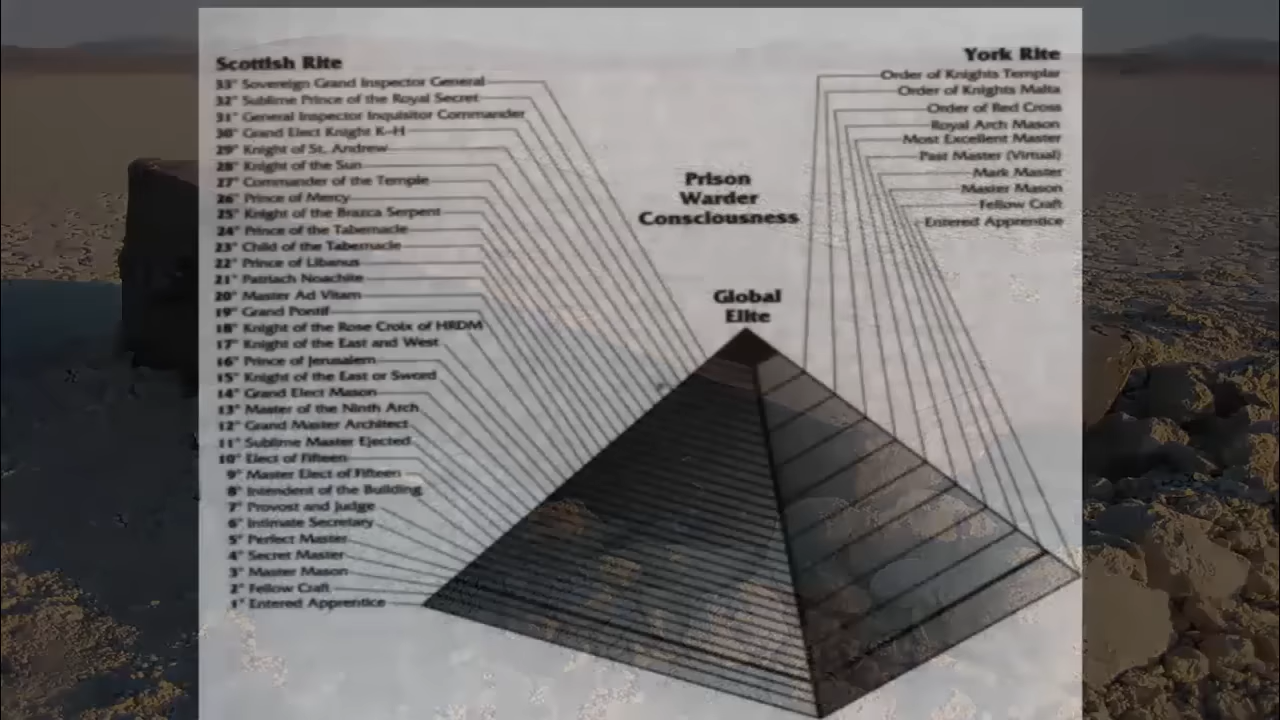 Scottish Rite
33° Sovereign Grand Inspector General
32° Sublime Prince of the Royal Secret
31° General Inspector Inquisitor Commander
30° Grand Elect Knight K-H
29° Knight of St. Andrew
28° Knight of the Sun
27° Commander of the Temple
26° Prince of Mercy
25° Knight of the Brazca Serpent
24° Prince of the Tabernacle
23° Child of the Tabernacle
22° Prince of Libanus
21° Patriach Noachite
20° Master Ad Vitam
19° Grand Pontif
18° Knight of the Rose Croix of HRDM
17° Knight of the East and West
16° Prince of Jerusalem
15° Knight of the East or Sword
14° Grand Elect Mason
13° Master of the Ninth Arch
12° Grand Master Architect
11° Sublime Master Ejected
10° Elect of Fifteen
9° Master Elect of Fifteen
8° Intendent of the Building
7° Provost and Judge
6° Intimate Secretary
5° Perfect Master
4° Secret Master
3° Master Mason
2° Fellow Craft
1° Entered Apprentice
Prison
Warder
Consciousness
Global
Elite
York Rite
Order of Knights Templar
Order of Knights Malta
Order of Red Cross
Royal Arch Mason
Most Excellent Master
Past Master (Virtual)
Mark Master
Master Mason
Fellow Craft
Entered Apprentice